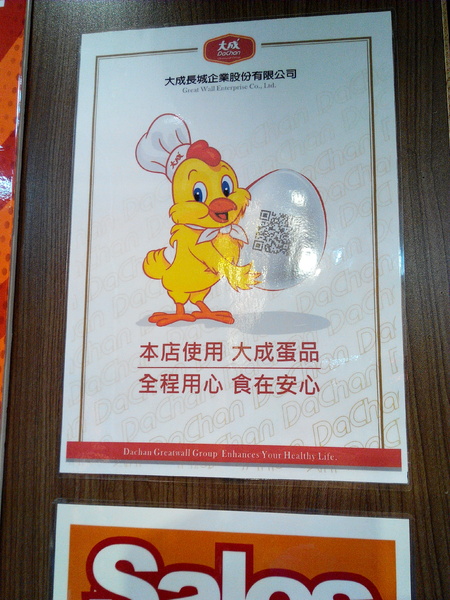 大成
DaChan
大成長城企業股份有限公司
Great Wall Enterprise Co., Ltd.
大成
本店使用 大成蛋品
全程用心 食在安心
Dachan Greatwall Group Enhances Your Healthy Life.
Sales